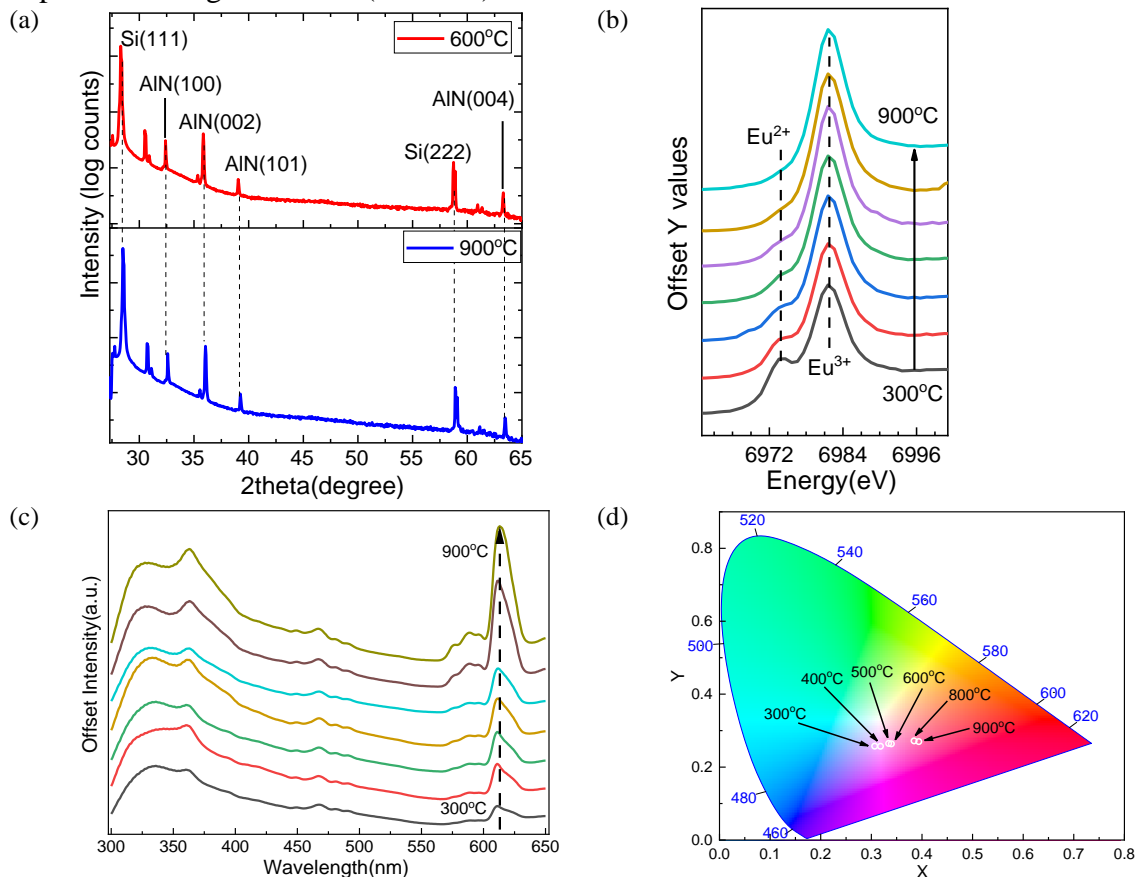 (a)
Si(111)
AlN(100)
AlN(002)
AlN(101)
Si(222)
AlN(004)
600°C
900°C
Intensity (log counts)
30 35 40 45 50 55 60 65
2theta(degree)
(b)
Eu2+
900°C
Eu3+
300°C
Offset Y values
6972 6984 6996
Energy(eV)
(c)
900°C
300°C
Offset Intensity(a.u.)
300 350 400 450 500 550 600 650
Wavelength(nm)
(d)
0.8
0.6
0.4
0.2
0.0
Y
520
540
560
500
580
600
620
480
460
300°C
400°C
500°C
600°C
800°C
900°C
0.0 0.1 0.2 0.3 0.4 0.5 0.6 0.7 0.8
X